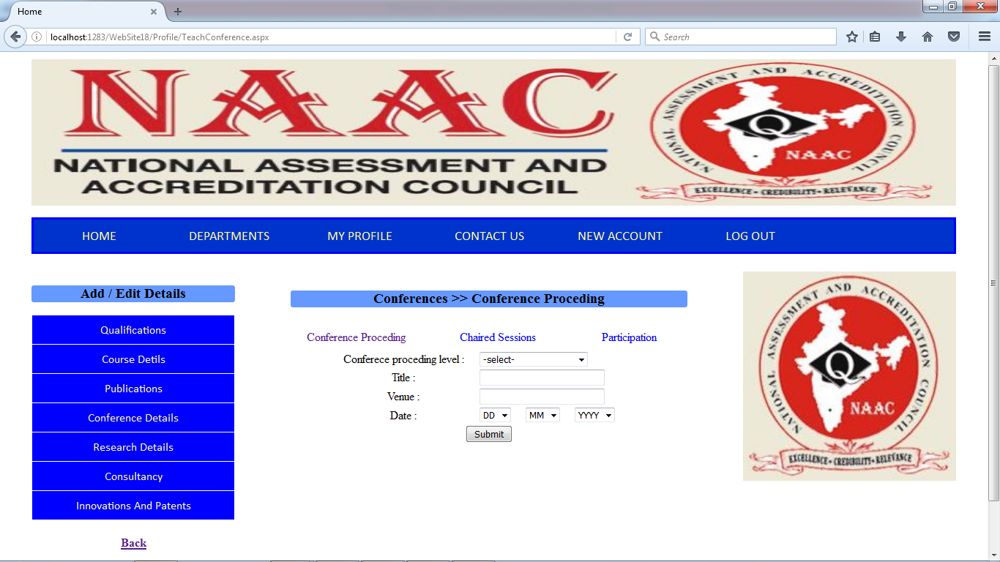 Home
localhost:1283/WebSite18/Profile/TeachConference.aspx
Search
NAAC
NATIONAL ASSESSMENT AND
ACCREDITATION COUNCIL
NATIONAL ASSESSMENT AND ACCREDITATION COUNCIL
Q
NAAC
EXCELLENCE • CREDIBILITY • RELEVANCE
HOME DEPARTMENTS MY PROFILE CONTACT US NEW ACCOUNT LOG OUT
Add / Edit Details
Qualifications
Course Detils
Publications
Conference Details
Research Details
Consultancy
Innovations And Patents
Back
Conferences >> Conference Proceding
Conference Proceding Chaired Sessions Participation
Conferece proceding level : -select-
Title :
Venue :
Date : DD MM YYYY
Submit
NATIONAL ASSESSMENT AND ACCREDITATION COUNCIL
Q
NAAC
EXCELLENCE • CREDIBILITY • RELEVANCE